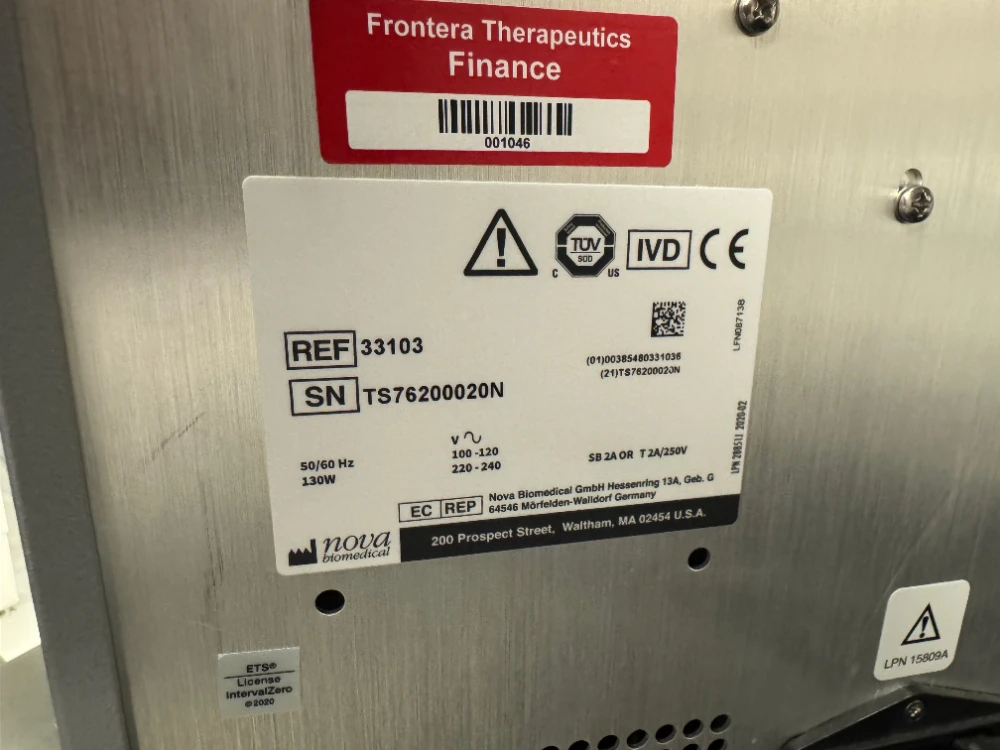 Frontera Therapeutics
Finance
001046
TÜV
SÜD
C US
IVD
CE
REF 33103
SN TS76200020N
(01)00385480331036
(21)TS76200020N
LFN087138
LPN 28851J 2020-02
50/60 Hz
130W
V
100 -120
220 - 240
SB 2A OR T 2A/250V
EC REP
Nova Biomedical GmbH Hessenring 13A, Geb. G
64546 Mörfelden-Walldorf Germany
nova
biomedical
200 Prospect Street, Waltham, MA 02454 U.S.A.
LPN 15809A
ETS®
License
IntervalZero
©2020